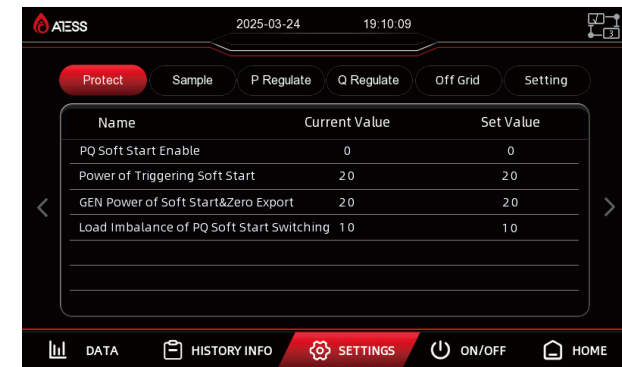 ATESS 2025-03-24 19:10:09
3
Protect Sample P Regulate Q Regulate Off Grid Setting
Name Current Value Set Value
PQ Soft Start Enable 0 0
Power of Triggering Soft Start 20 20
GEN Power of Soft Start&Zero Export 20 20
Load Imbalance of PQ Soft Start Switching 10 10
DATA HISTORY INFO SETTINGS ON/OFF HOME